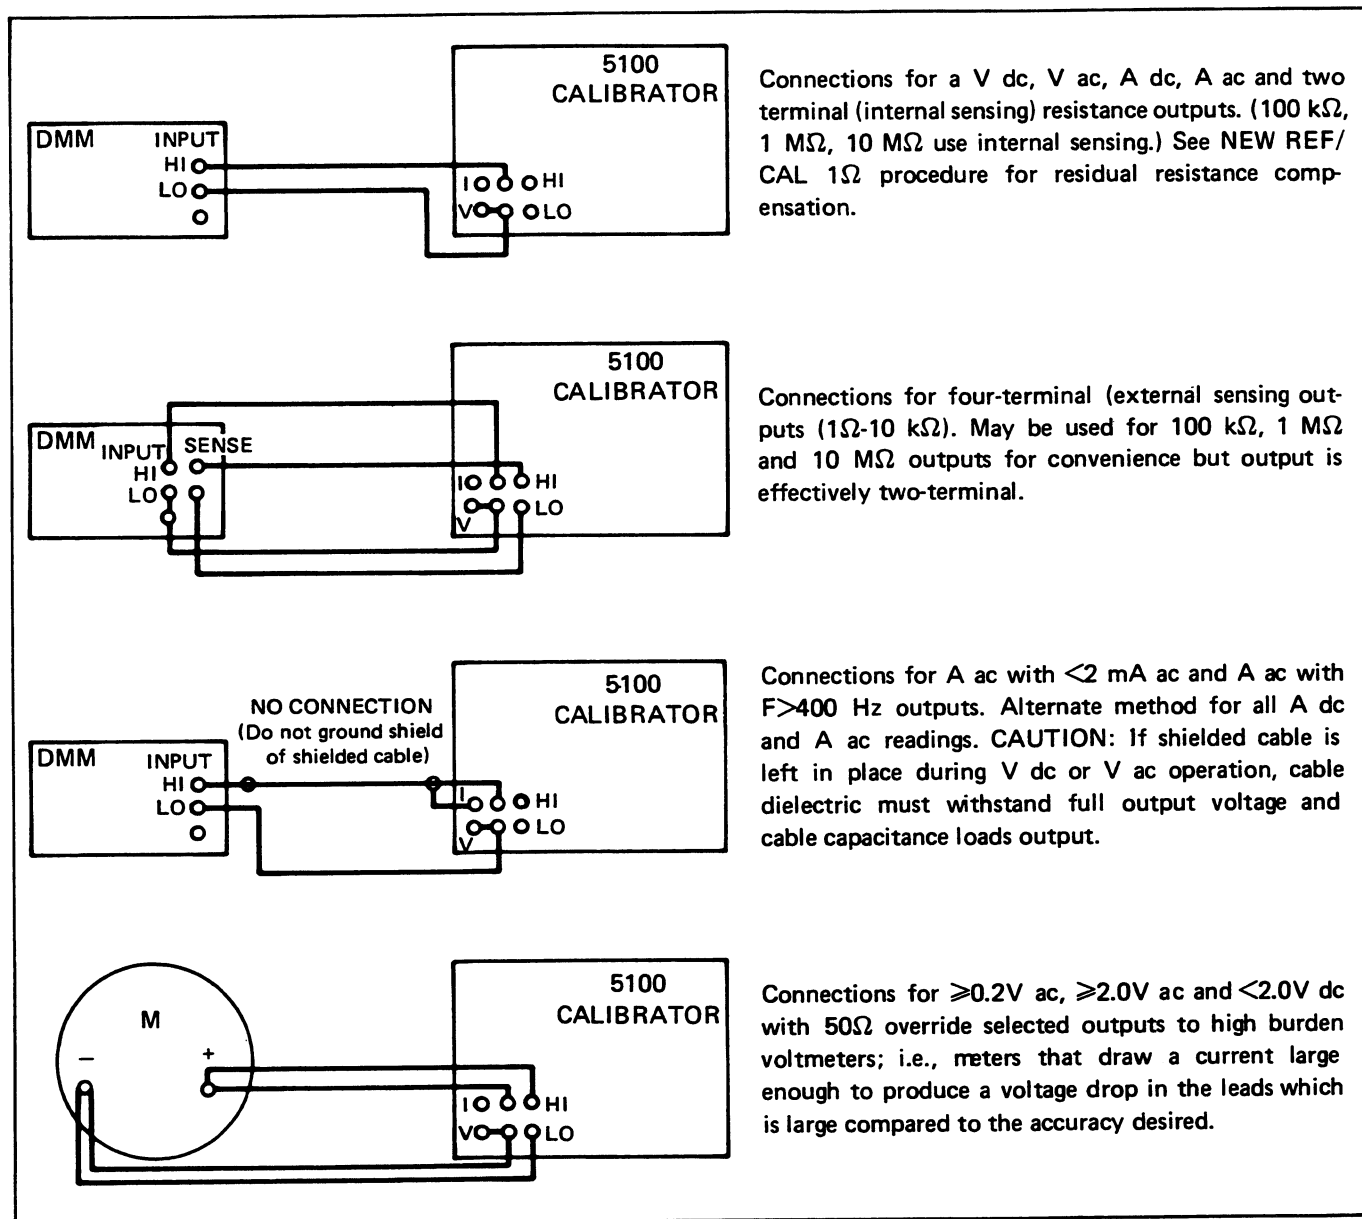 5100
CALIBRATOR
DMM
INPUT
HI
LO
I
HI
V
LO
Connections for a V dc, V ac, A dc, A ac and two
terminal (internal sensing) resistance outputs. (100 kΩ,
1 MΩ, 10 MΩ use internal sensing.) See NEW REF/
CAL 1Ω procedure for residual resistance comp-
ensation.
5100
CALIBRATOR
DMM
INPUT
SENSE
HI
LO
I
HI
V
LO
Connections for four-terminal (external sensing out-
puts (1Ω-10 kΩ). May be used for 100 kΩ, 1 MΩ
and 10 MΩ outputs for convenience but output is
effectively two-terminal.
5100
CALIBRATOR
NO CONNECTION
(Do not ground shield
of shielded cable)
DMM
INPUT
HI
LO
I
HI
V
LO
Connections for A ac with <2 mA ac and A ac with
F>400 Hz outputs. Alternate method for all A dc
and A ac readings. CAUTION: If shielded cable is
left in place during V dc or V ac operation, cable
dielectric must withstand full output voltage and
cable capacitance loads output.
5100
CALIBRATOR
M
−
+
I
HI
V
LO
Connections for ⩾0.2V ac, ⩾2.0V ac and <2.0V dc
with 50Ω override selected outputs to high burden
voltmeters; i.e., meters that draw a current large
enough to produce a voltage drop in the leads which
is large compared to the accuracy desired.